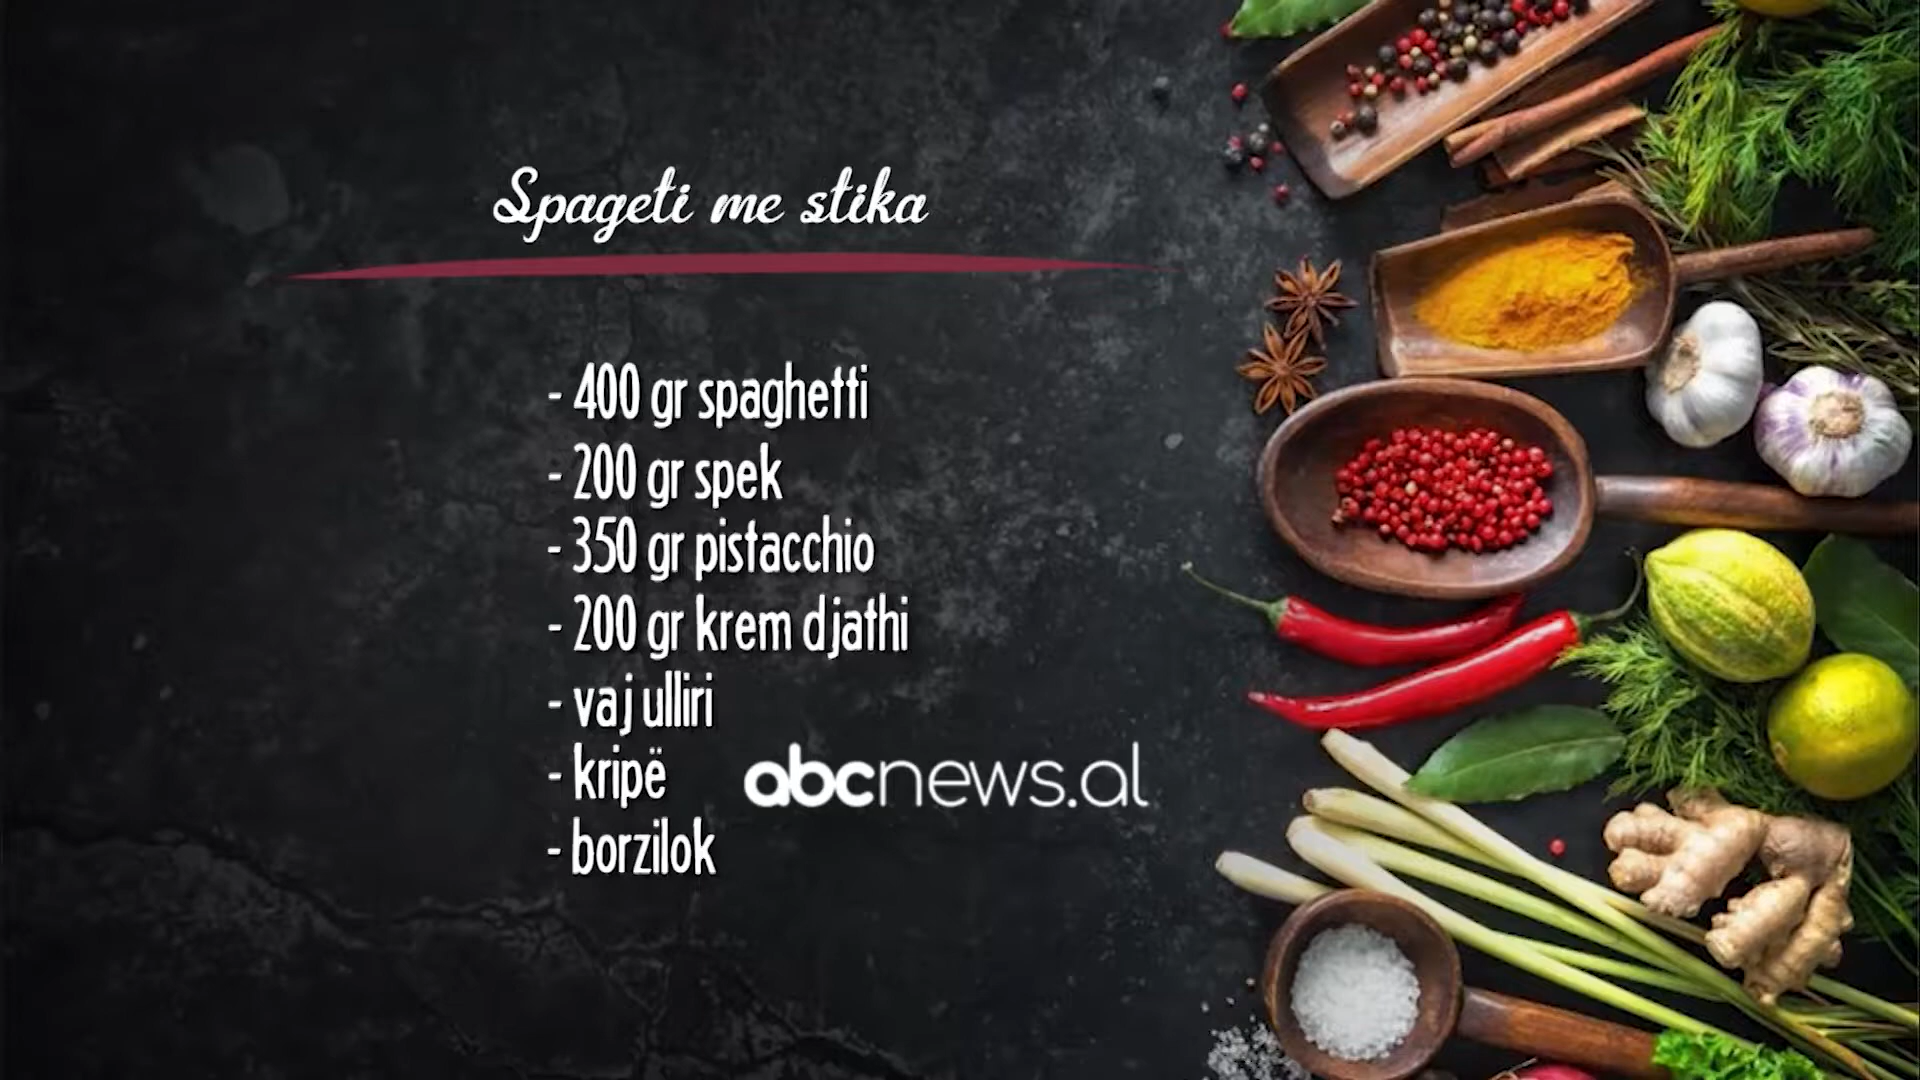 Spageti me stika
- 400 gr spaghetti
- 200 gr spek
- 350 gr pistacchio
- 200 gr krem djathi
- vaj ulliri
- kripë
abcnews.al
- borzilok